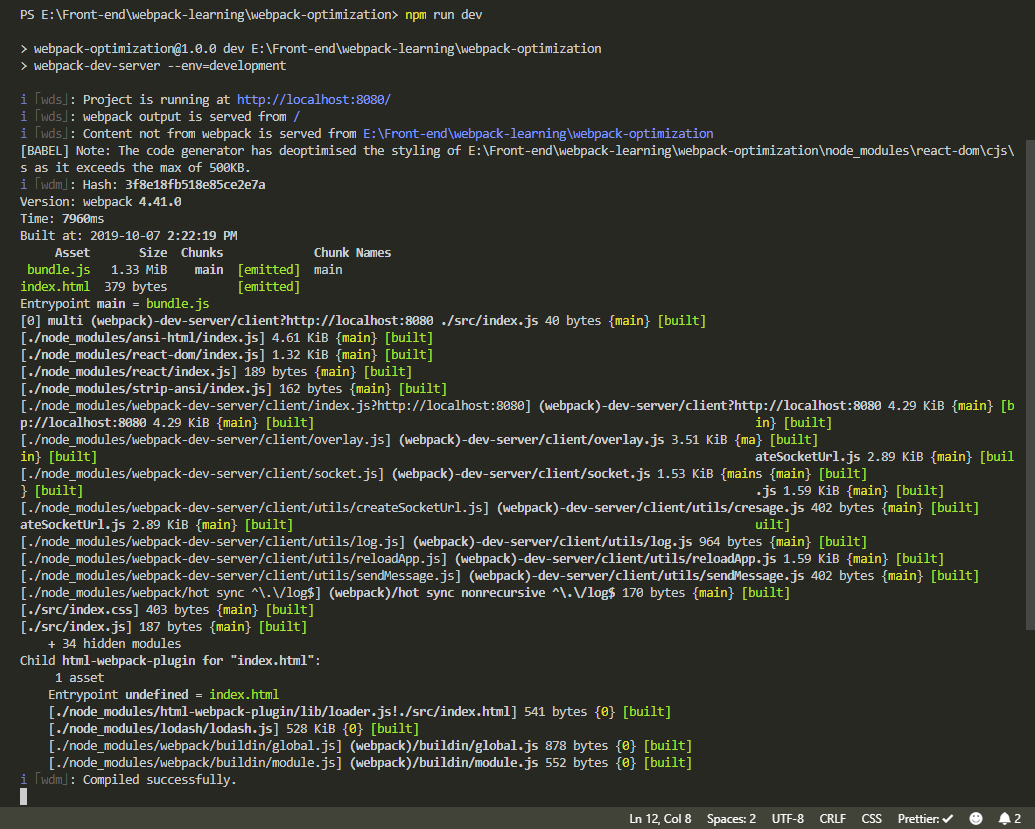 PS E:\Front-end\webpack-learning\webpack-optimization> npm run dev
> webpack-optimization@1.0.0 dev E:\Front-end\webpack-learning\webpack-optimization
> webpack-dev-server --env=development
i ｢wds｣: Project is running at http://localhost:8080/
i ｢wds｣: webpack output is served from /
i ｢wds｣: Content not from webpack is served from E:\Front-end\webpack-learning\webpack-optimization
[BABEL] Note: The code generator has deoptimised the styling of E:\Front-end\webpack-learning\webpack-optimization\node_modules\react-dom\cjs\
s as it exceeds the max of 500KB.
i ｢wdm｣: Hash: 3f8e18fb518e85ce2e7a
Version: webpack 4.41.0
Time: 7960ms
Built at: 2019-10-07 2:22:19 PM
     Asset       Size  Chunks             Chunk Names
 bundle.js   1.33 MiB    main  [emitted]  main
index.html  379 bytes          [emitted]
Entrypoint main = bundle.js
[0] multi (webpack)-dev-server/client?http://localhost:8080 ./src/index.js 40 bytes {main} [built]
[./node_modules/ansi-html/index.js] 4.61 KiB {main} [built]
[./node_modules/react-dom/index.js] 1.32 KiB {main} [built]
[./node_modules/react/index.js] 189 bytes {main} [built]
[./node_modules/strip-ansi/index.js] 162 bytes {main} [built]
[./node_modules/webpack-dev-server/client/index.js?http://localhost:8080] (webpack)-dev-server/client?http://localhost:8080 4.29 KiB {main} [b
p://localhost:8080 4.29 KiB {main} [built]                                                               in} [built]
[./node_modules/webpack-dev-server/client/overlay.js] (webpack)-dev-server/client/overlay.js 3.51 KiB {ma} [built]
in} [built]                                                                                              ateSocketUrl.js 2.89 KiB {main} [buil
[./node_modules/webpack-dev-server/client/socket.js] (webpack)-dev-server/client/socket.js 1.53 KiB {mains {main} [built]
} [built]                                                                                                .js 1.59 KiB {main} [built]
[./node_modules/webpack-dev-server/client/utils/createSocketUrl.js] (webpack)-dev-server/client/utils/cresage.js 402 bytes {main} [built]
ateSocketUrl.js 2.89 KiB {main} [built]                                                                  uilt]
[./node_modules/webpack-dev-server/client/utils/log.js] (webpack)-dev-server/client/utils/log.js 964 bytes {main} [built]
[./node_modules/webpack-dev-server/client/utils/reloadApp.js] (webpack)-dev-server/client/utils/reloadApp.js 1.59 KiB {main} [built]
[./node_modules/webpack-dev-server/client/utils/sendMessage.js] (webpack)-dev-server/client/utils/sendMessage.js 402 bytes {main} [built]
[./node_modules/webpack/hot sync ^\.\/log$] (webpack)/hot sync nonrecursive ^\.\/log$ 170 bytes {main} [built]
[./src/index.css] 403 bytes {main} [built]
[./src/index.js] 187 bytes {main} [built]
    + 34 hidden modules
Child html-webpack-plugin for "index.html":
     1 asset
    Entrypoint undefined = index.html
    [./node_modules/html-webpack-plugin/lib/loader.js!./src/index.html] 541 bytes {0} [built]
    [./node_modules/lodash/lodash.js] 528 KiB {0} [built]
    [./node_modules/webpack/buildin/global.js] (webpack)/buildin/global.js 878 bytes {0} [built]
    [./node_modules/webpack/buildin/module.js] (webpack)/buildin/module.js 552 bytes {0} [built]
i ｢wdm｣: Compiled successfully.
Ln 12, Col 8 Spaces: 2 UTF-8 CRLF CSS Prettier: ✓ 2